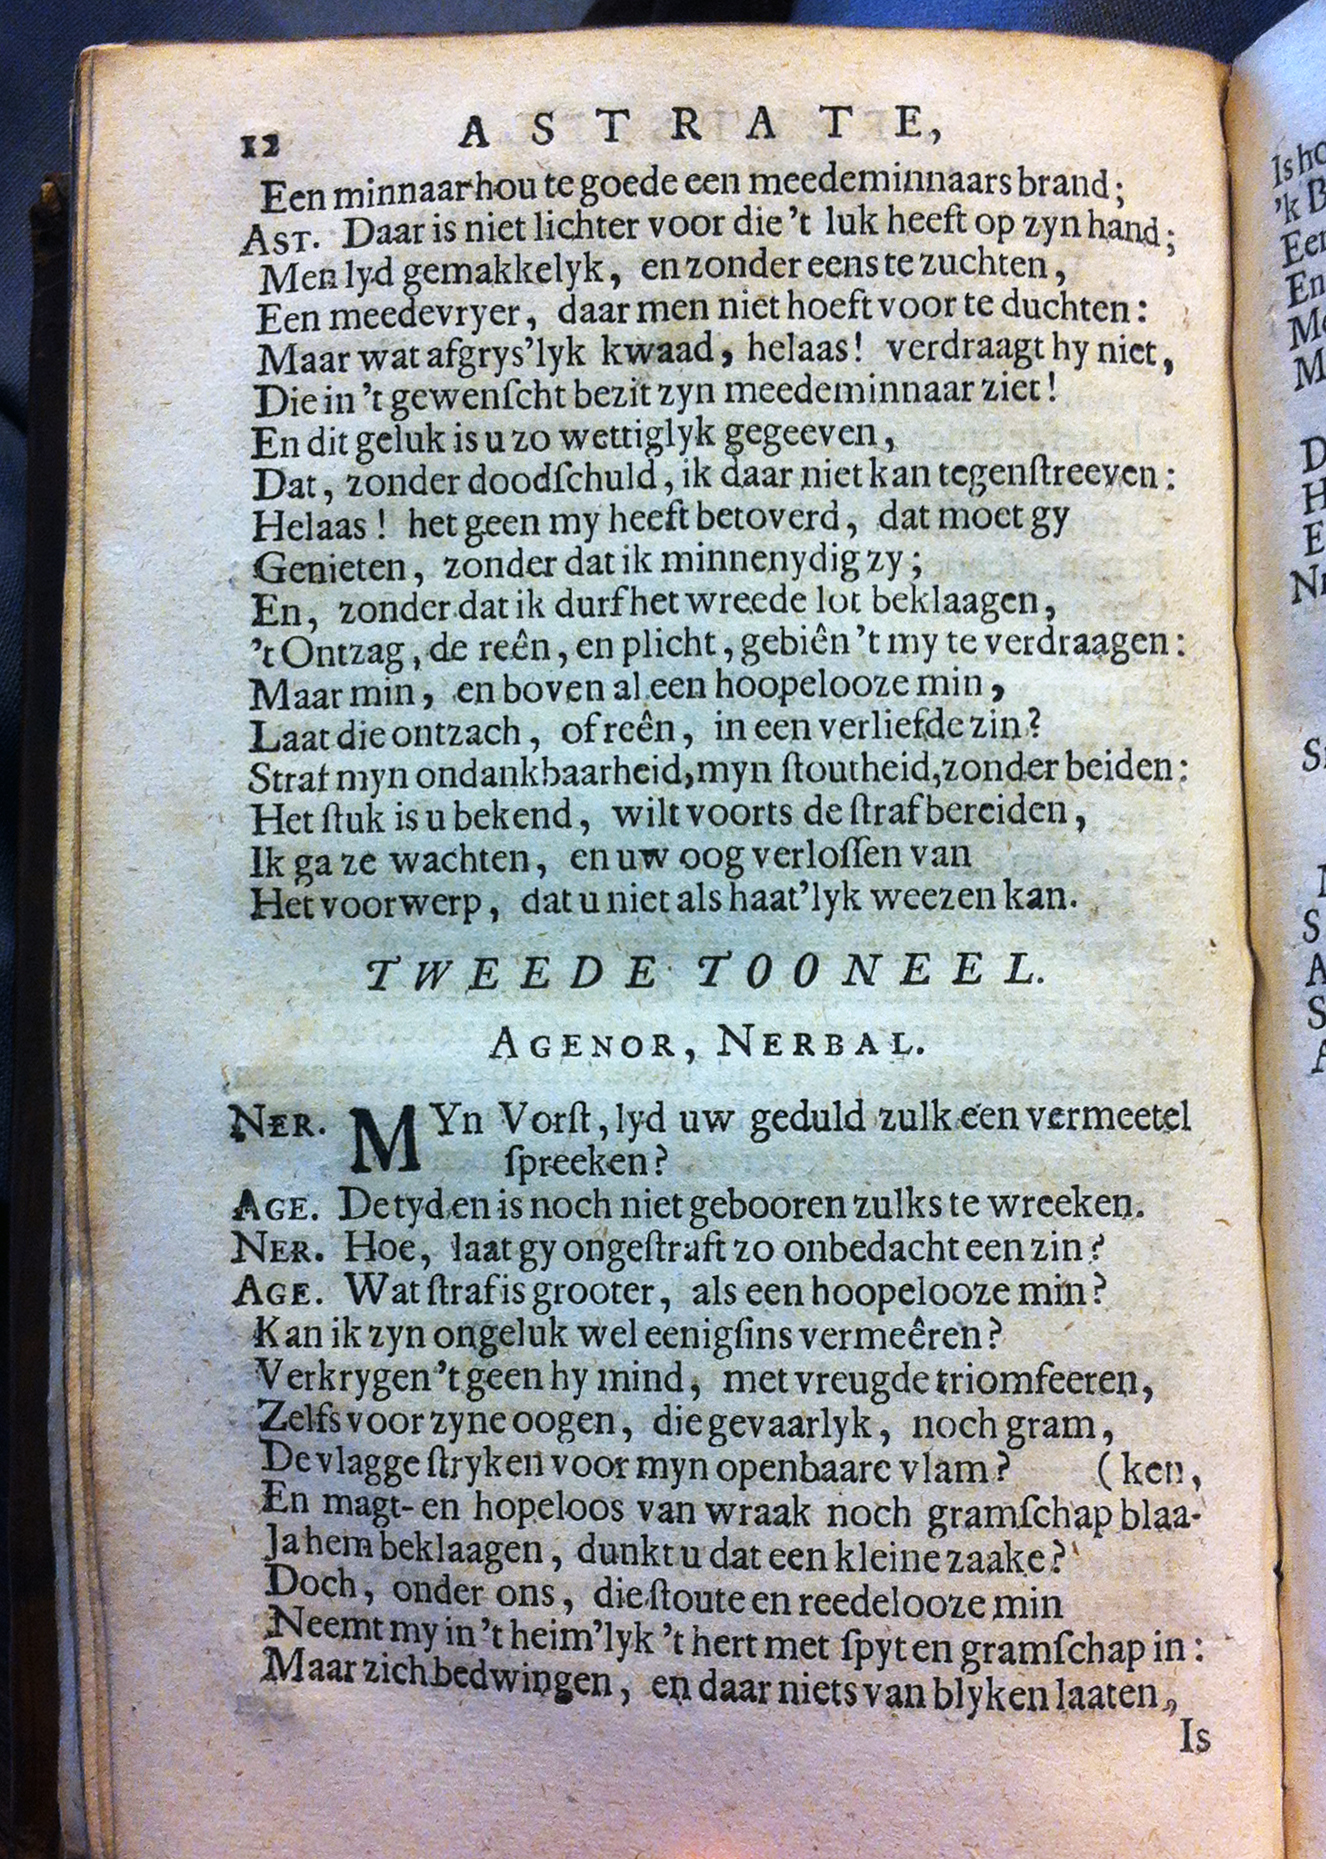 12 ASTRATE,
Een minnaar hou te goede een meedeminnaars brand;
AST. Daar is niet lichter voor die 't luk heeft op zyn hand;
Men lyd gemakkelyk, en zonder eens te zuchten,
Een meedevryer, daar men niet hoeft voor te duchten:
Maar wat afgrys'lyk kwaad, helaas! verdraagt hy niet,
Die in 't gewenſcht bezit zyn meedeminnaar ziet!
En dit geluk is u zo wettiglyk gegeeven,
Dat, zonder doodſchuld, ik daar niet kan tegenſtreeven:
Helaas! het geen my heeft betoverd, dat moet gy
Genieten, zonder dat ik minnenydig zy;
En, zonder dat ik durf het wreede lot beklaagen,
't Ontzag, de reên, en plicht, gebiên 't my te verdraagen:
Maar min, en boven al een hoopelooze min,
Laat die ontzach, of reên, in een verliefde zin?
Straf myn ondankbaarheid, myn ſtoutheid, zonder beiden:
Het ſtuk is u bekend, wilt voorts de ſtraf bereiden,
Ik ga ze wachten, en uw oog verloſſen van
Het voorwerp, dat u niet als haat'lyk weezen kan.
TWEEDE TOONEEL.
AGENOR, NERBAL.
NER. MYn Vorſt, lyd uw geduld zulk een vermeetel
ſpreeken?
AGE. De tyd en is noch niet gebooren zulks te wreeken.
NER. Hoe, laat gy ongeſtraft zo onbedacht een zin?
AGE. Wat ſtraf is grooter, als een hoopelooze min?
Kan ik zyn ongeluk wel eenigſins vermeêren?
Verkrygen 't geen hy mind, met vreugde triomfeeren,
Zelfs voor zyne oogen, die gevaarlyk, noch gram,
De vlagge ſtryken voor myn openbaare vlam? (ken,
En magt- en hopeloos van wraak noch gramſchap blaa-
Ja hem beklaagen, dunkt u dat een kleine zaake?
Doch, onder ons, die ſtoute en reedelooze min
Neemt my in 't heim'lyk 't hert met ſpyt en gramſchap in:
Maar zich bedwingen, en daar niets van blyken laaten,
Is